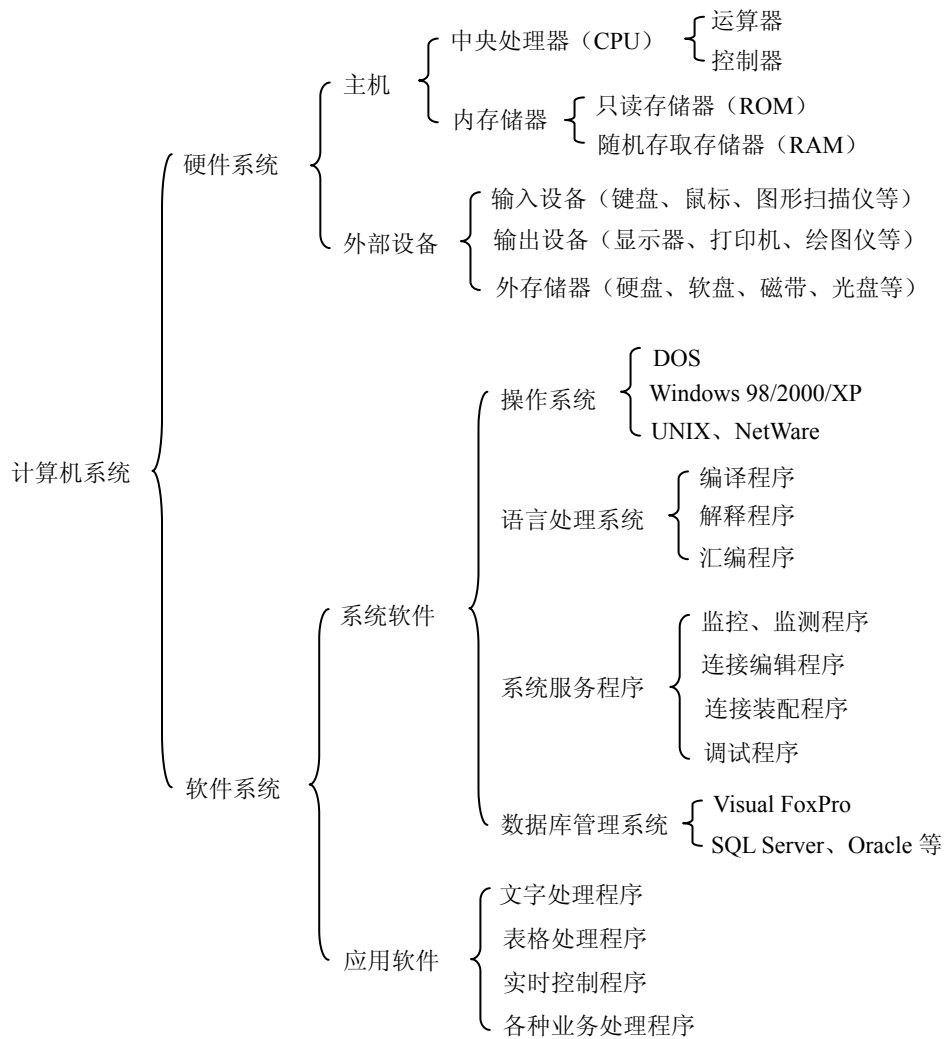 运算器
中央处理器（CPU）
控制器
主机
只读存储器（ROM）
内存储器
随机存取存储器（RAM）
硬件系统
输入设备（键盘、鼠标、图形扫描仪等）
外部设备
输出设备（显示器、打印机、绘图仪等）
外存储器（硬盘、软盘、磁带、光盘等）
计算机系统
DOS
操作系统
Windows 98/2000/XP
UNIX、NetWare
编译程序
语言处理系统
解释程序
汇编程序
系统软件
监控、监测程序
连接编辑程序
系统服务程序
连接装配程序
调试程序
软件系统
Visual FoxPro
数据库管理系统
SQL Server、Oracle 等
文字处理程序
表格处理程序
应用软件
实时控制程序
各种业务处理程序